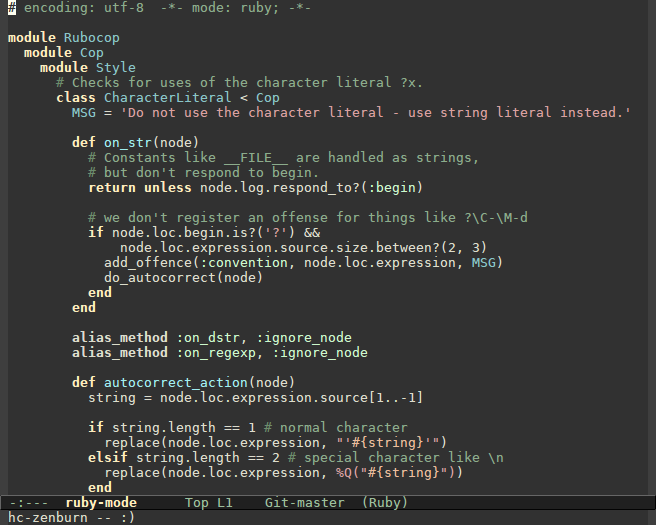 # encoding: utf-8  -*- mode: ruby; -*-

module Rubocop
  module Cop
    module Style
      # Checks for uses of the character literal ?x.
      class CharacterLiteral < Cop
        MSG = 'Do not use the character literal - use string literal instead.'

        def on_str(node)
          # Constants like __FILE__ are handled as strings,
          # but don't respond to begin.
          return unless node.log.respond_to?(:begin)

          # we don't register an offense for things like ?\C-\M-d
          if node.loc.begin.is?('?') &&
              node.loc.expression.source.size.between?(2, 3)
            add_offence(:convention, node.loc.expression, MSG)
            do_autocorrect(node)
          end
        end

        alias_method :on_dstr, :ignore_node
        alias_method :on_regexp, :ignore_node

        def autocorrect_action(node)
          string = node.loc.expression.source[1..-1]

          if string.length == 1 # normal character
            replace(node.loc.expression, "'#{string}'")
          elsif string.length == 2 # special character like \n
            replace(node.loc.expression, %Q("#{string}"))
          end
-:---  ruby-mode      Top L1    Git-master  (Ruby)
hc-zenburn -- :)